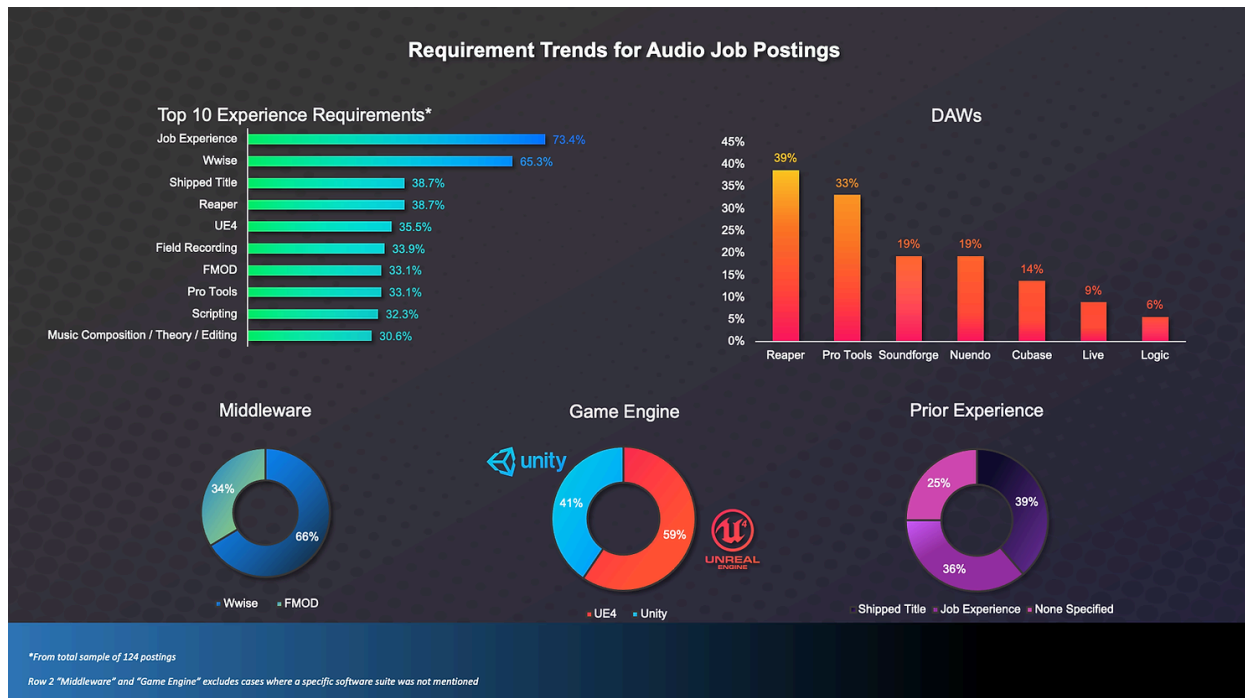 Requirement Trends for Audio Job Postings
Top 10 Experience Requirements*
Job Experience 73.4%
Wwise 65.3%
Shipped Title 38.7%
Reaper 38.7%
UE4 35.5%
Field Recording 33.9%
FMOD 33.1%
Pro Tools 33.1%
Scripting 32.3%
Music Composition / Theory / Editing 30.6%
DAWs
45%
40%
35%
30%
25%
20%
15%
10%
5%
0%
39%
33%
19%
19%
14%
9%
6%
Reaper Pro Tools Soundforge Nuendo Cubase Live Logic
Middleware
34%
66%
Wwise FMOD
Game Engine
unity
41%
59%
U4
UNREAL
ENGINE
UE4 Unity
Prior Experience
25%
39%
36%
Shipped Title Job Experience None Specified
*From total sample of 124 postings
Row 2 “Middleware” and “Game Engine” excludes cases where a specific software suite was not mentioned